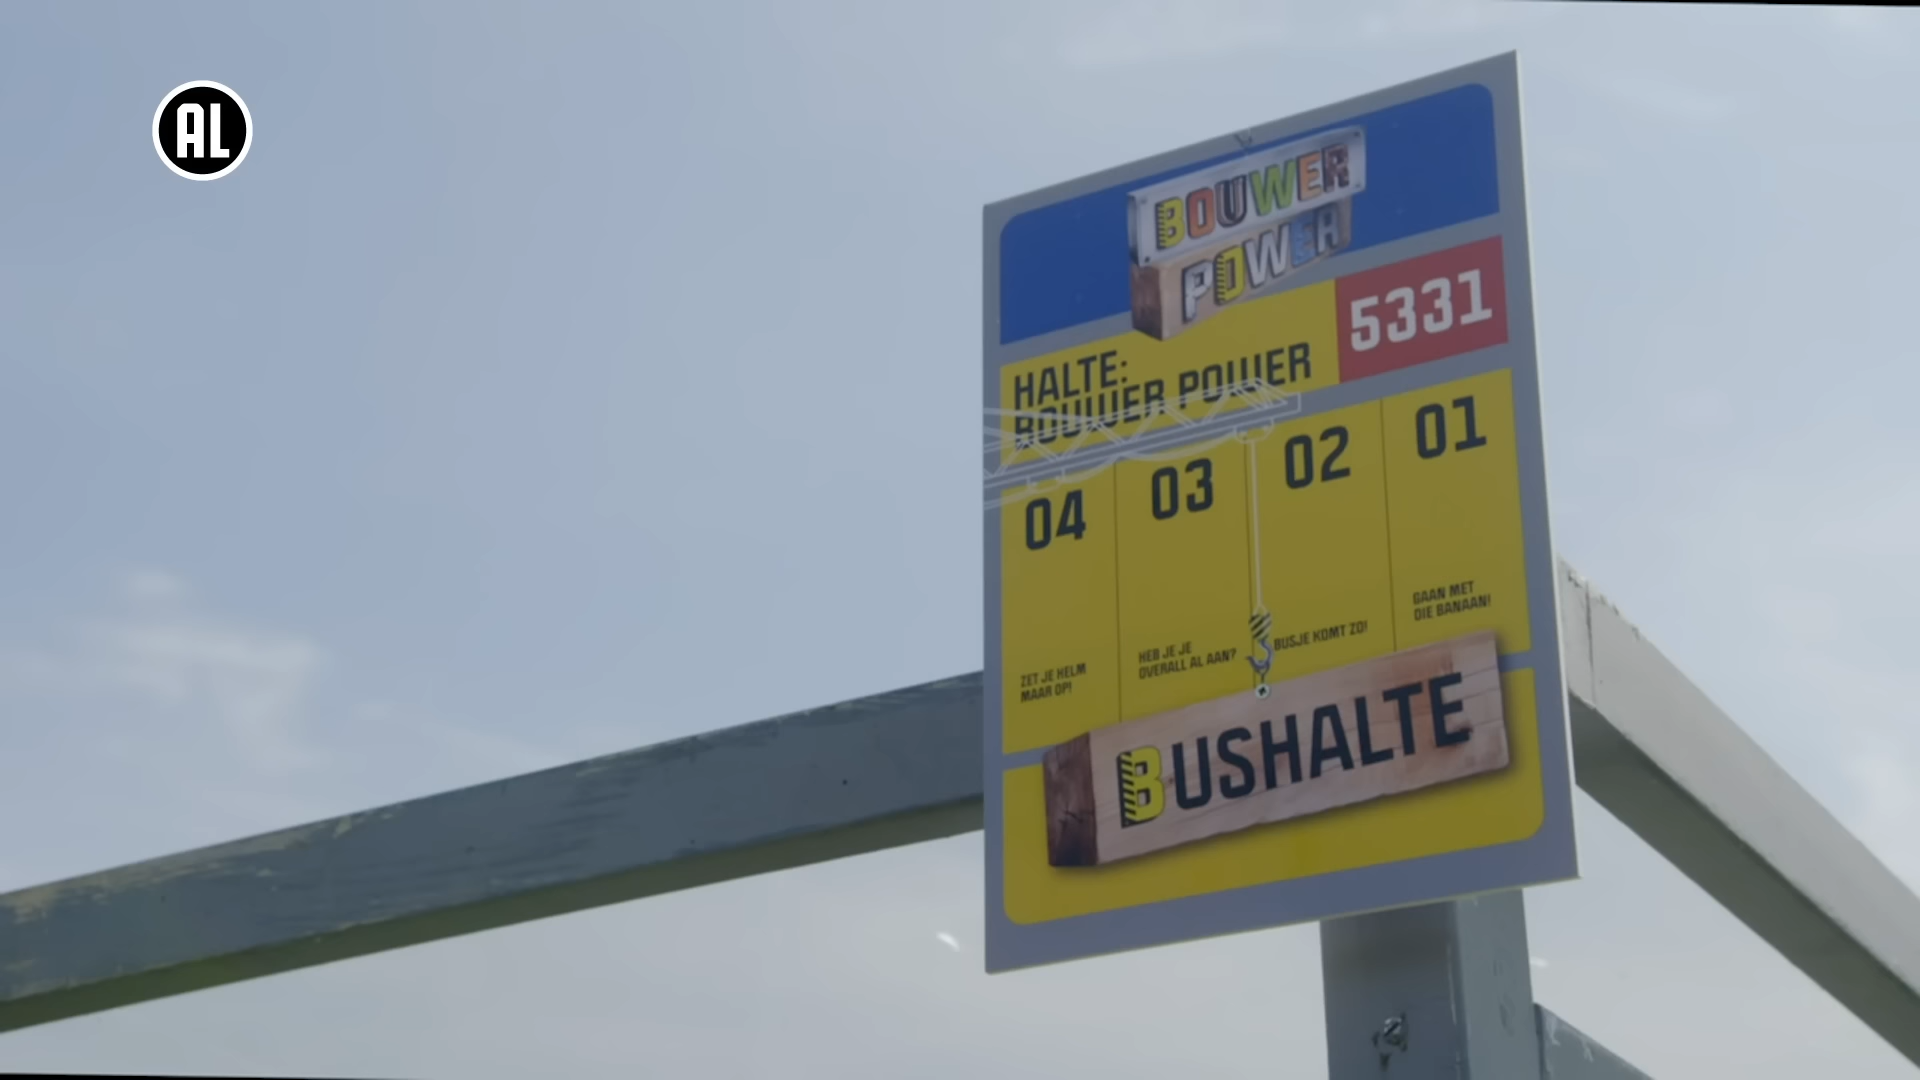 AL
BOUWER
POWER
5331
HALTE:
BOUWER POWER
04
03
02
01
ZET JE HELM
MAAR OP!
HEB JE JE
OVERALL AL AAN?
BUSJE KOMT ZO!
GAAN MET
DIE BANAAN!
BUSHALTE